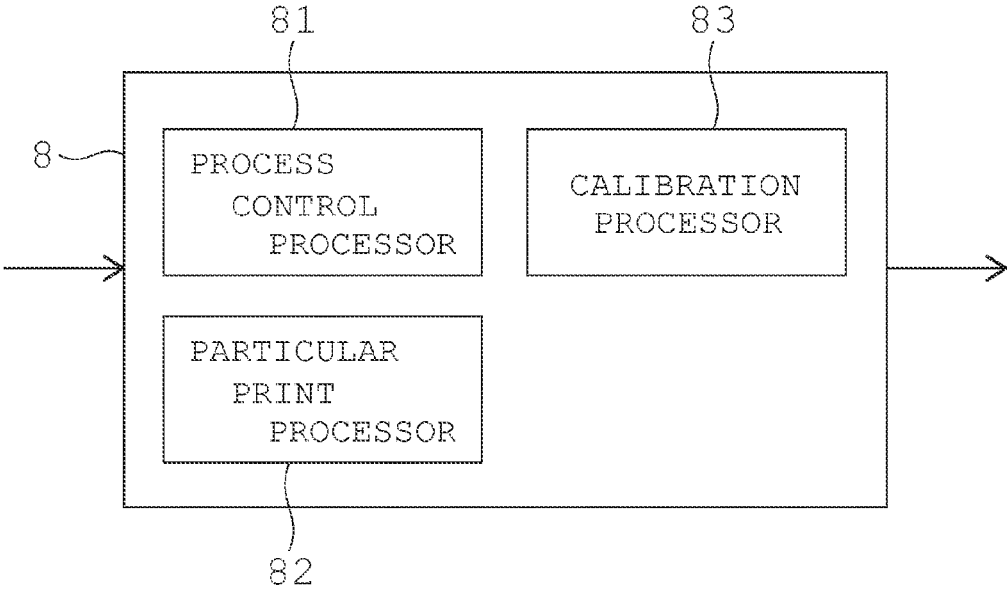 81
83
8
PROCESS
CONTROL
PROCESSOR
CALIBRATION
PROCESSOR
PARTICULAR
PRINT
PROCESSOR
82